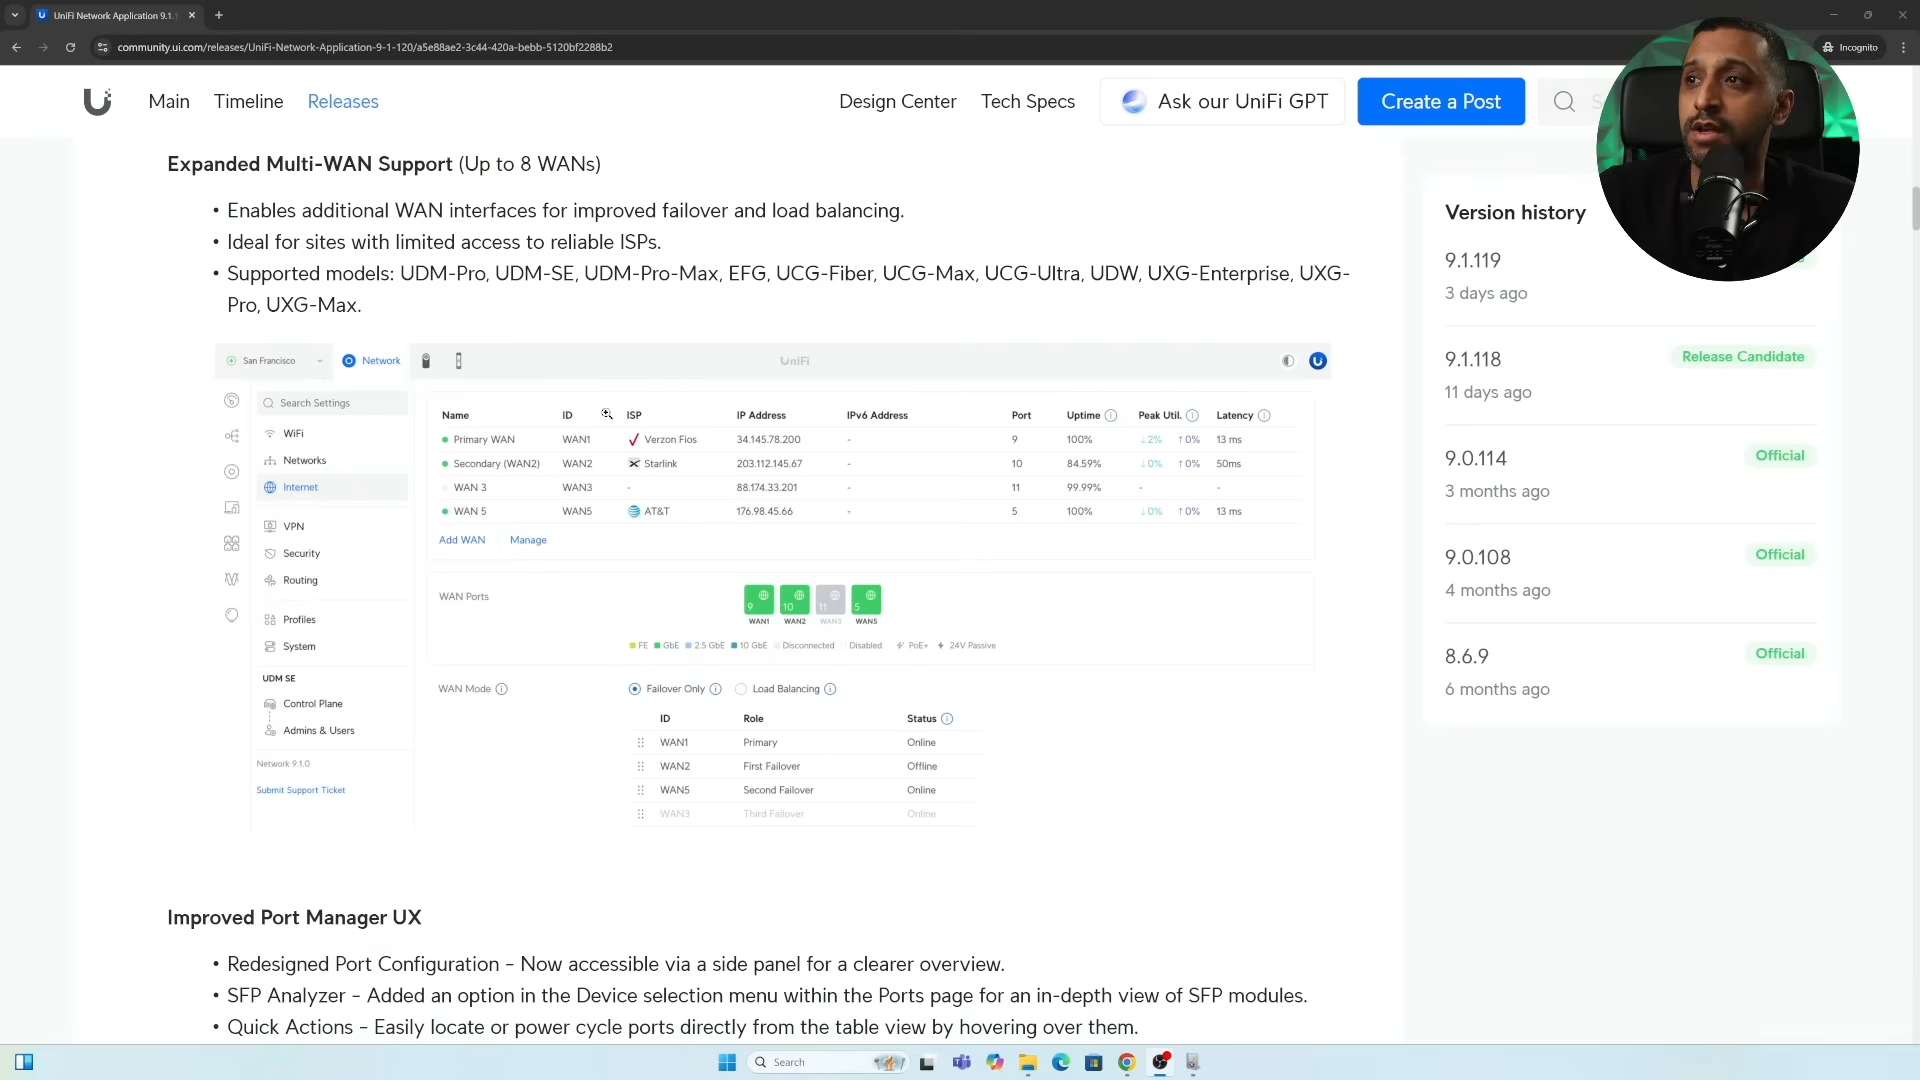 UniFi Network Application 9.1.1
community.ui.com/releases/UniFi-Network-Application-9-1-120/a5e88ae2-3c44-420a-bebb-5120bf2288b2
Incognito
Main Timeline Releases
Design Center Tech Specs Ask our UniFi GPT Create a Post
Expanded Multi-WAN Support (Up to 8 WANs)
• Enables additional WAN interfaces for improved failover and load balancing.
• Ideal for sites with limited access to reliable ISPs.
• Supported models: UDM-Pro, UDM-SE, UDM-Pro-Max, EFG, UCG-Fiber, UCG-Max, UCG-Ultra, UDW, UXG-Enterprise, UXG-
Pro, UXG-Max.
San Francisco Network UniFi
Search Settings
WiFi
Networks
Internet
VPN
Security
Routing
Profiles
System
UDM SE
Control Plane
Admins & Users
Network 9.1.0
Submit Support Ticket
Name ID ISP IP Address IPv6 Address Port Uptime Peak Util. Latency
Primary WAN WAN1 Verzon Fios 34.145.78.200 - 9 100% ↓2% ↑0% 13 ms
Secondary (WAN2) WAN2 Starlink 203.112.145.67 - 10 84.59% ↓0% ↑0% 50ms
WAN 3 WAN3 - 88.174.33.201 - 11 99.99% - -
WAN 5 WAN5 AT&T 176.98.45.66 - 5 100% ↓0% ↑0% 13 ms
Add WAN Manage
WAN Ports
9 10 11 5
WAN1 WAN2 WAN3 WAN5
FE GbE 2.5 GbE 10 GbE Disconnected Disabled PoE+ 24V Passive
WAN Mode Failover Only Load Balancing
ID Role Status
WAN1 Primary Online
WAN2 First Failover Offline
WAN5 Second Failover Online
WAN3 Third Failover Online
Improved Port Manager UX
• Redesigned Port Configuration – Now accessible via a side panel for a clearer overview.
• SFP Analyzer – Added an option in the Device selection menu within the Ports page for an in-depth view of SFP modules.
• Quick Actions – Easily locate or power cycle ports directly from the table view by hovering over them.
Version history
9.1.119
3 days ago
9.1.118 Release Candidate
11 days ago
9.0.114 Official
3 months ago
9.0.108 Official
4 months ago
8.6.9 Official
6 months ago
Search